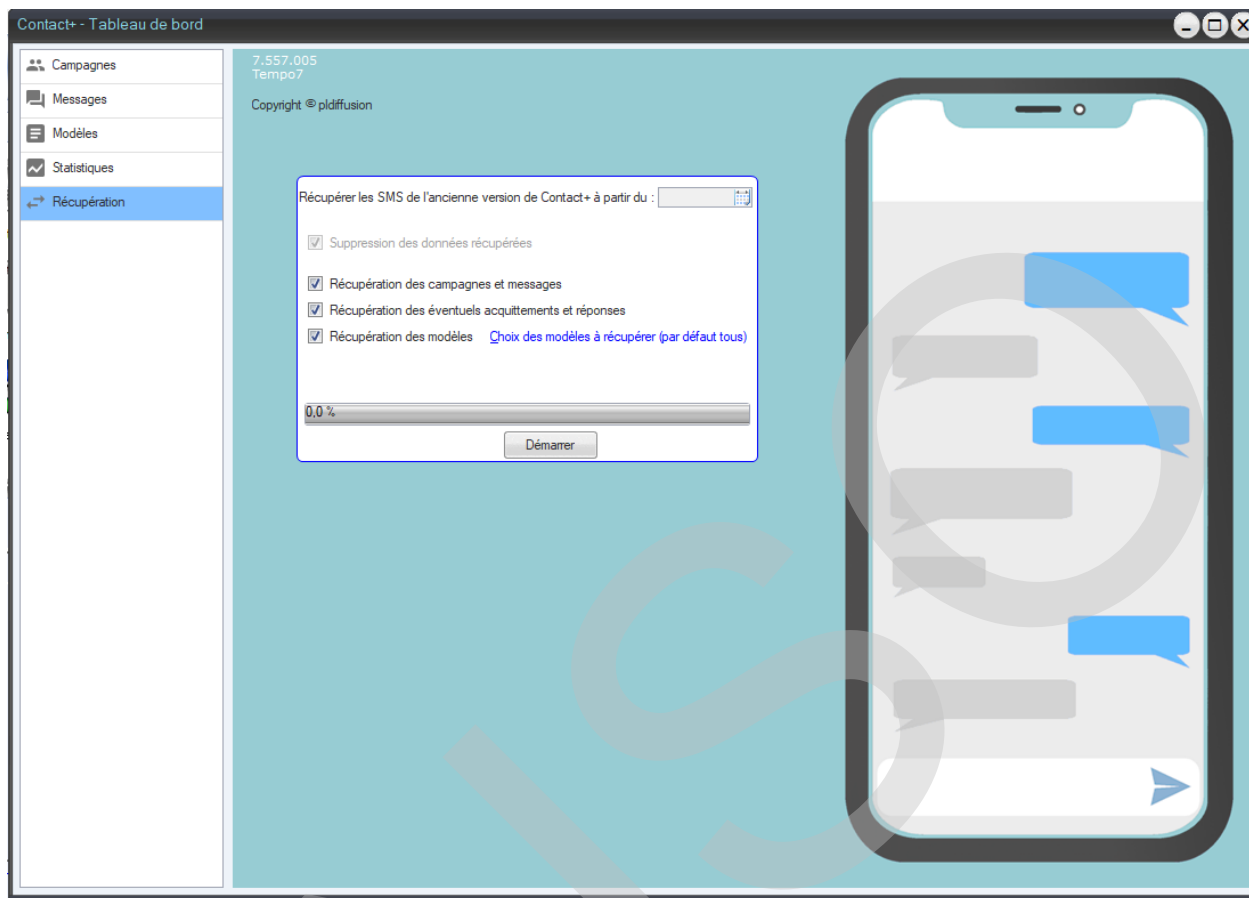 Contact+ - Tableau de bord
Campagnes
Messages
Modèles
Statistiques
Récupération
7.557.005
Tempo7
Copyright © pldiffusion
Récupérer les SMS de l'ancienne version de Contact+ à partir du :
Suppression des données récupérées
Récupération des campagnes et messages
Récupération des éventuels acquittements et réponses
Récupération des modèles Choix des modèles à récupérer (par défaut tous)
0,0 %
Démarrer